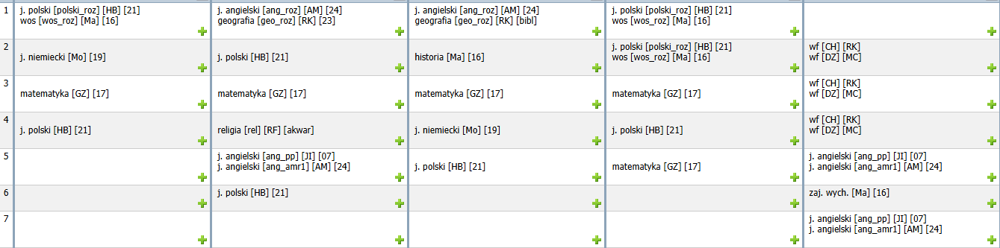 1
j. polski [polski_roz] [HB] [21]
wos [wos_roz] [Ma] [16]
j. angielski [ang_roz] [AM] [24]
geografia [geo_roz] [RK] [23]
j. angielski [ang_roz] [AM] [24]
geografia [geo_roz] [RK] [bibl]
j. polski [polski_roz] [HB] [21]
wos [wos_roz] [Ma] [16]
2
j. niemiecki [Mo] [19]
j. polski [HB] [21]
historia [Ma] [16]
j. polski [polski_roz] [HB] [21]
wos [wos_roz] [Ma] [16]
wf [CH] [RK]
wf [DZ] [MC]
3
matematyka [GZ] [17]
matematyka [GZ] [17]
matematyka [GZ] [17]
matematyka [GZ] [17]
wf [CH] [RK]
wf [DZ] [MC]
4
j. polski [HB] [21]
religia [rel] [RF] [akwar]
j. niemiecki [Mo] [19]
j. polski [HB] [21]
wf [CH] [RK]
wf [DZ] [MC]
5
j. angielski [ang_pp] [JI] [07]
j. angielski [ang_amr1] [AM] [24]
j. polski [HB] [21]
matematyka [GZ] [17]
j. angielski [ang_pp] [JI] [07]
j. angielski [ang_amr1] [AM] [24]
6
j. polski [HB] [21]
zaj. wych. [Ma] [16]
7
j. angielski [ang_pp] [JI] [07]
j. angielski [ang_amr1] [AM] [24]